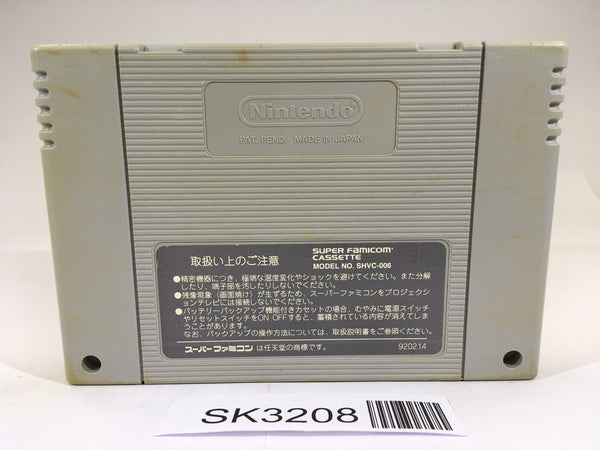 Nintendo
PAT. PEND. MADE IN JAPAN
取扱い上のご注意
SUPER FAMICOM
CASSETTE
MODEL NO. SHVC-006
●精密機器につき、極端な温度変化やショックを避けてください。また分解
したり、端子部を汚したりしないでください。
●残像現象（画面焼け）が生ずるため、スーパーファミコンをプロジェクシ
ョンテレビには接続しないでください。
●バッテリーバックアップ機能付きカセットの場合、むやみに電源スイッチ
やリセットスイッチをON・OFFすると、蓄積されている内容が消えてしま
うことがあります。
なお、バックアップの操作方法については、取扱説明書をご参照ください。
スーパーファミコン は任天堂の商標です。
920214
SK3208